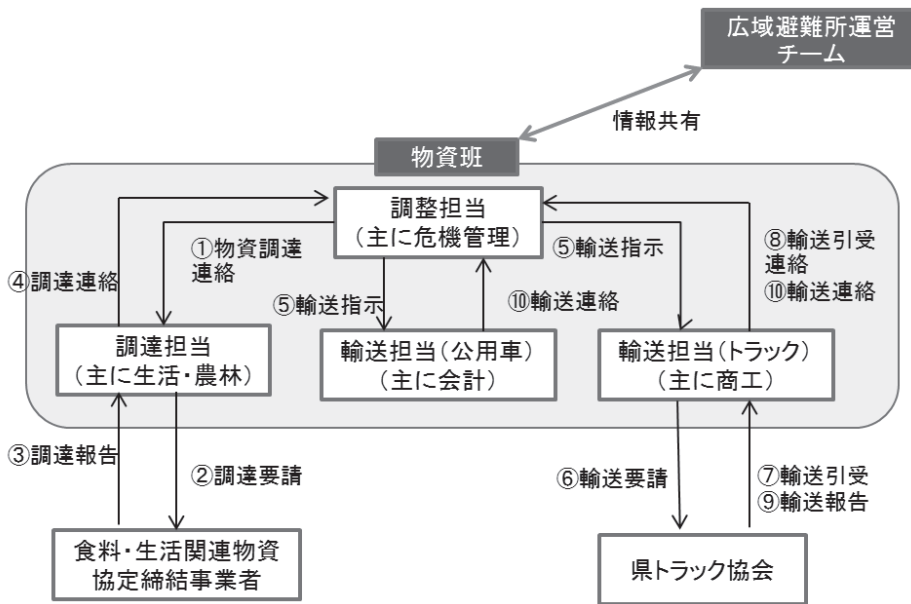 広域避難所運営
チーム
情報共有
物資班
調整担当
(主に危機管理)
①物資調達
連絡
④調達連絡
⑤輸送指示
⑩輸送連絡
⑤輸送指示
⑧輸送引受
連絡
⑩輸送連絡
調達担当
(主に生活・農林)
輸送担当(公用車)
(主に会計)
輸送担当(トラック)
(主に商工)
③調達報告
②調達要請
⑥輸送要請
⑦輸送引受
⑨輸送報告
食料・生活関連物資
協定締結事業者
県トラック協会